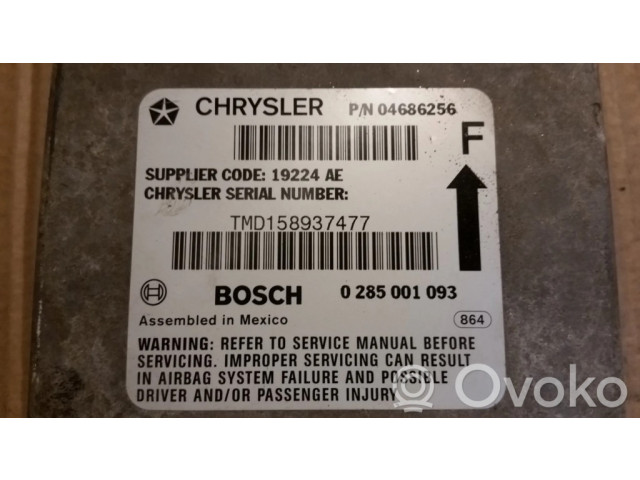 CHRYSLER P/N 04686256
F
SUPPLIER CODE: 19224 AE
CHRYSLER SERIAL NUMBER:
TMD158937477
BOSCH 0 285 001 093
Assembled in Mexico 864
WARNING: REFER TO SERVICE MANUAL BEFORE
SERVICING. IMPROPER SERVICING CAN RESULT
IN AIRBAG SYSTEM FAILURE AND POSSIBLE
DRIVER AND/OR PASSENGER INJURY
Ovoko